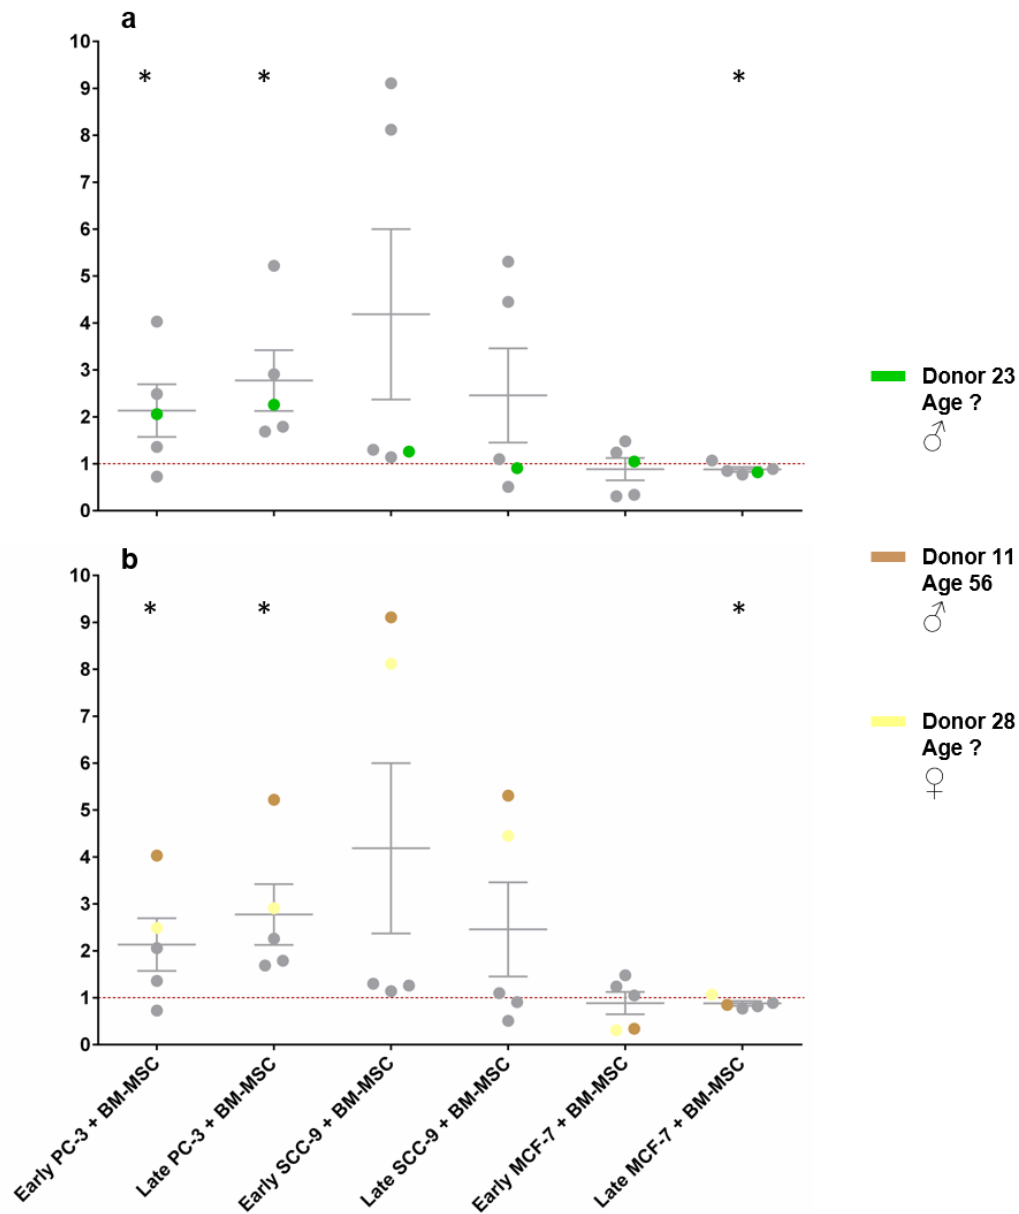 a
10
9
8
7
6
5
4
3
2
1
0
* * *
Donor 23
Age ?
♂
b
10
9
8
7
6
5
4
3
2
1
0
* * *
Donor 11
Age 56
♂
Donor 28
Age ?
♀
Early PC-3 + BM-MSC
Late PC-3 + BM-MSC
Early SCC-9 + BM-MSC
Late SCC-9 + BM-MSC
Early MCF-7 + BM-MSC
Late MCF-7 + BM-MSC